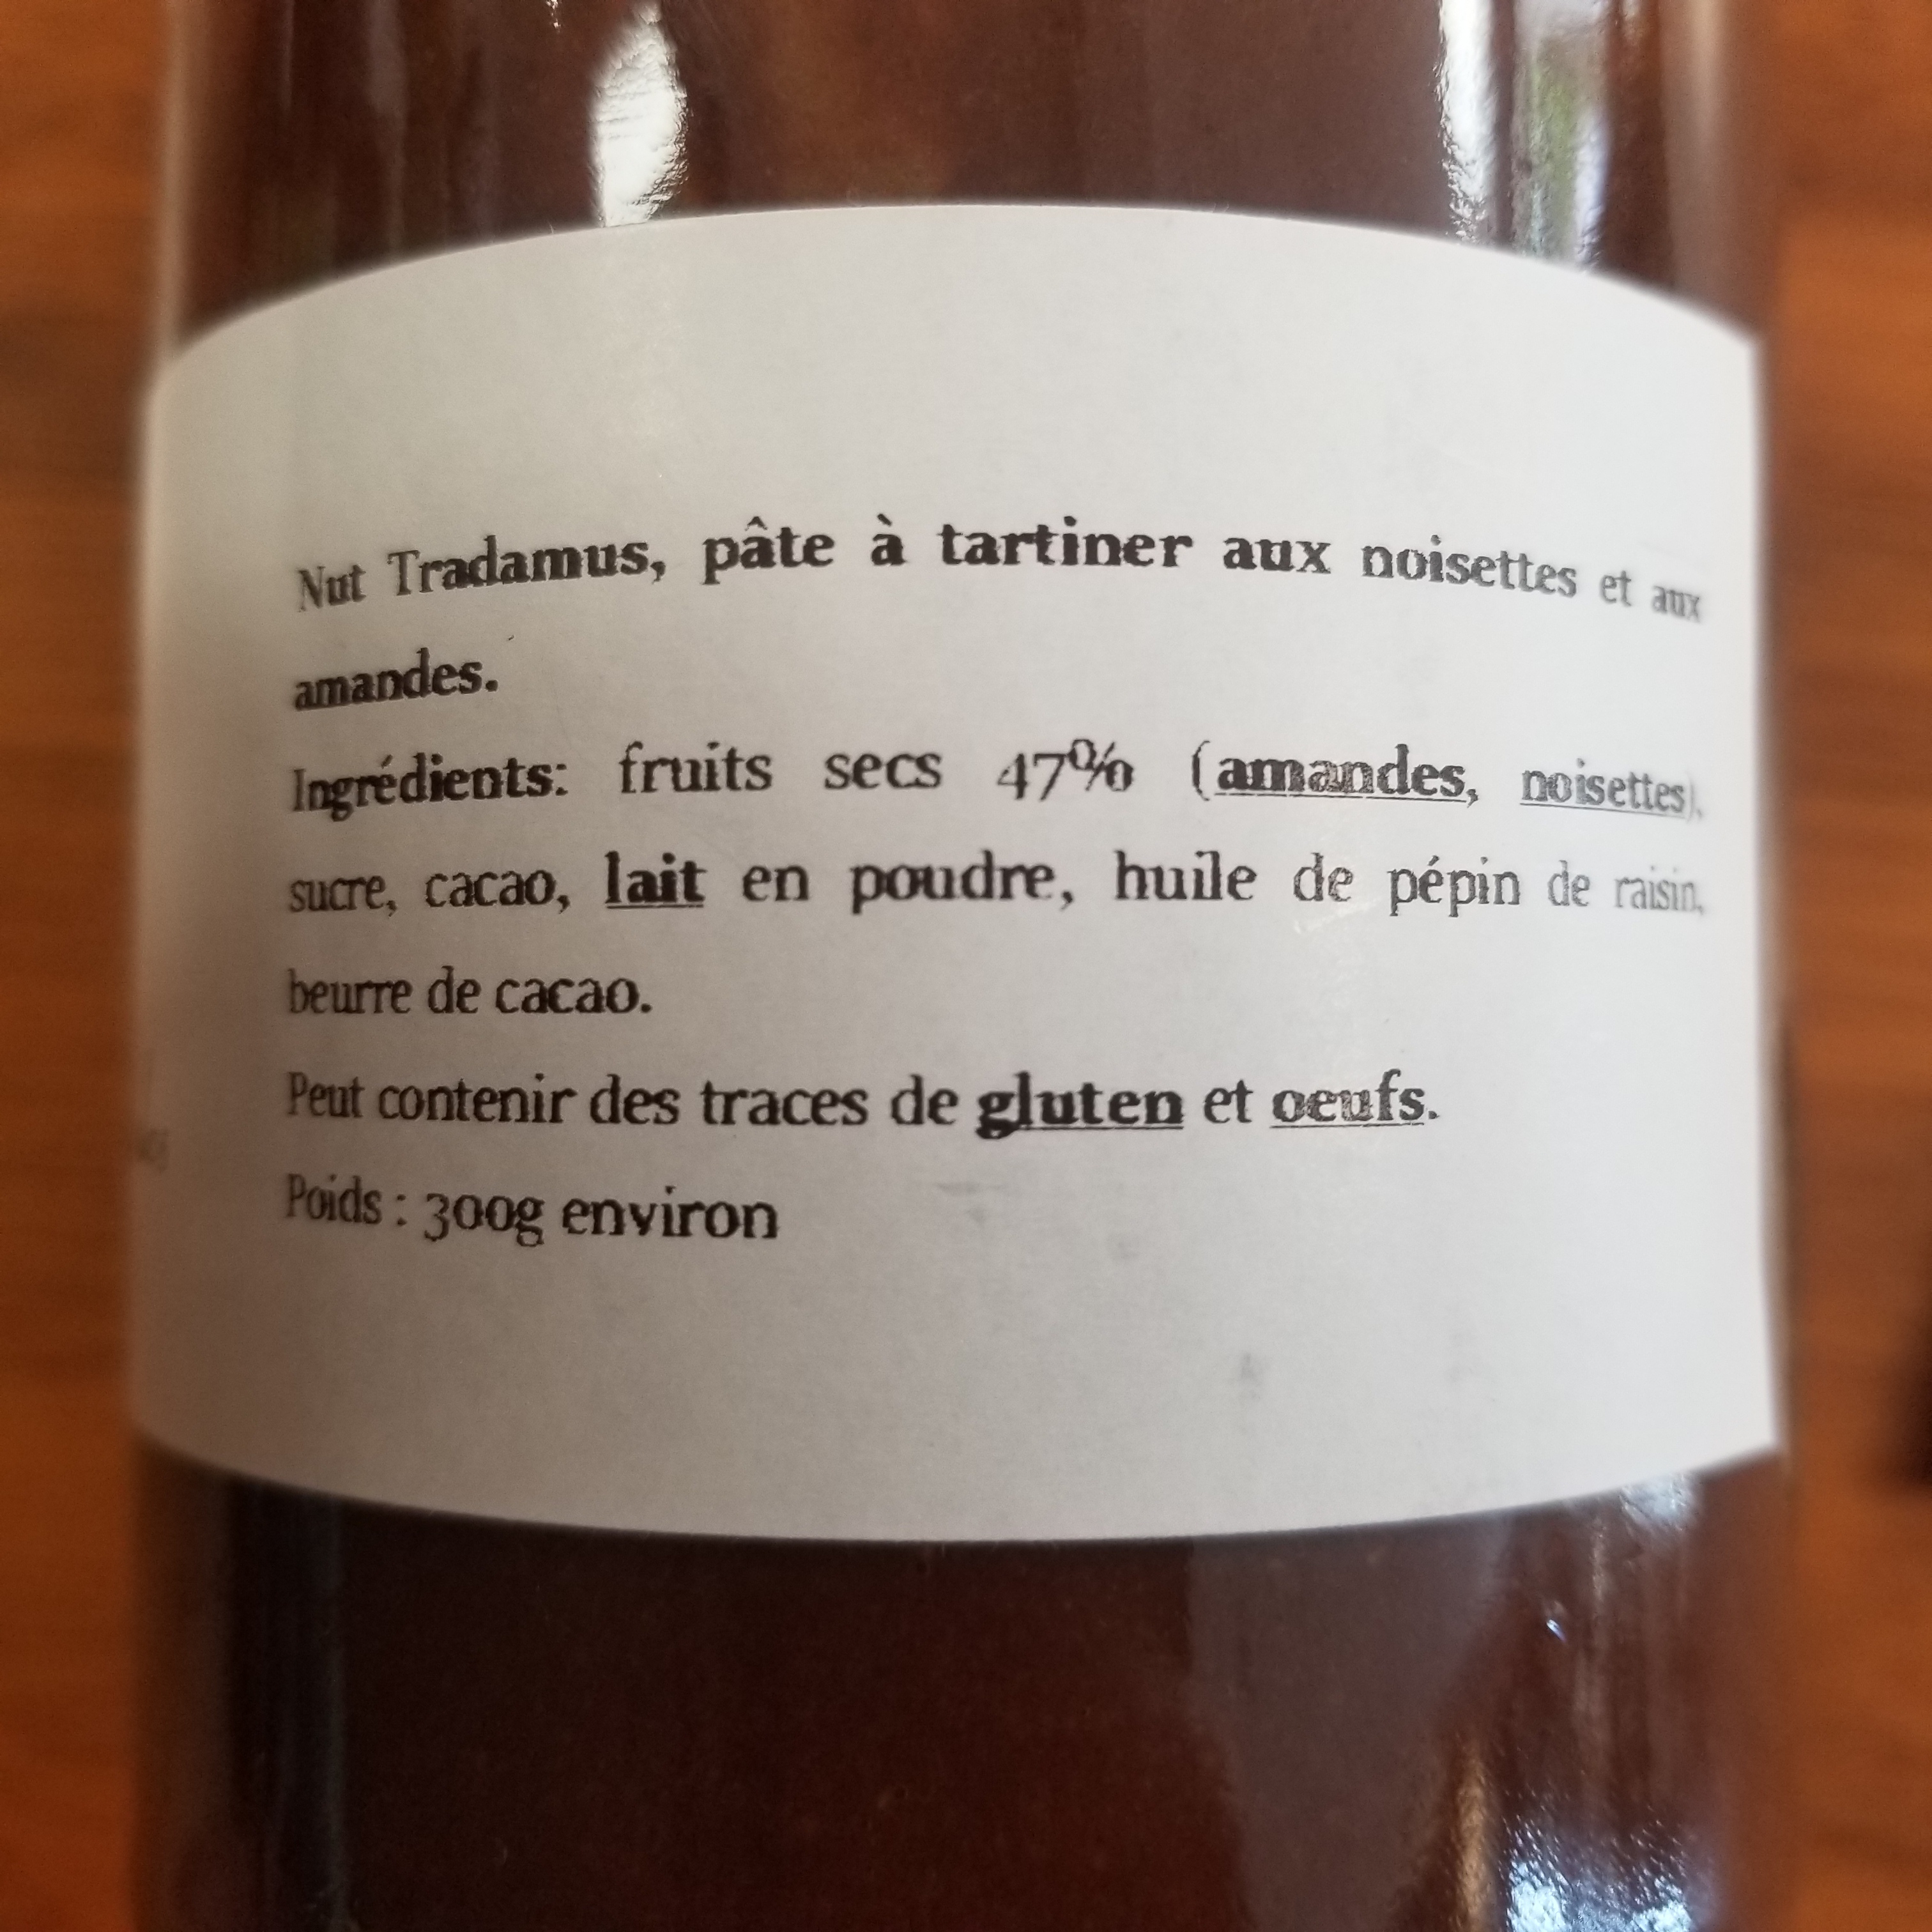 Nut Tradamus, pâte à tartiner aux noisettes et aux
amandes.
Ingrédients: fruits secs 47% (amandes, noisettes),
sucre, cacao, lait en poudre, huile de pépin de raisin,
beurre de cacao.
Peut contenir des traces de gluten et oeufs.
Poids : 300g environ